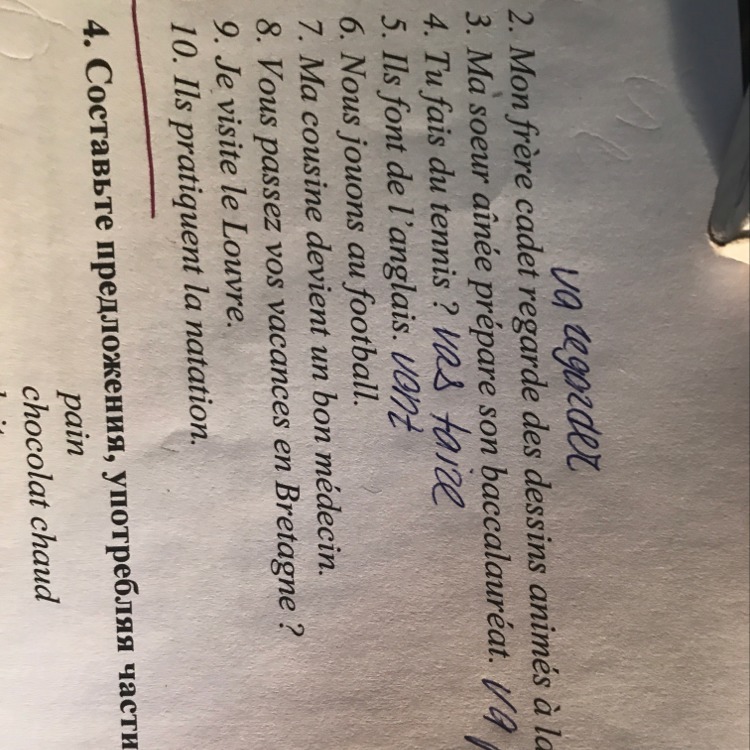 va regarder
2. Mon frère cadet regarde des dessins animés à la
3. Ma soeur aînée prépare son baccalauréat. va
4. Tu fais du tennis ? vas faire
5. Ils font de l'anglais. vont
6. Nous jouons au football.
7. Ma cousine devient un bon médecin.
8. Vous passez vos vacances en Bretagne ?
9. Je visite le Louvre.
10. Ils pratiquent la natation.
4. Составьте предложения, употребляя части
pain
chocolat chaud